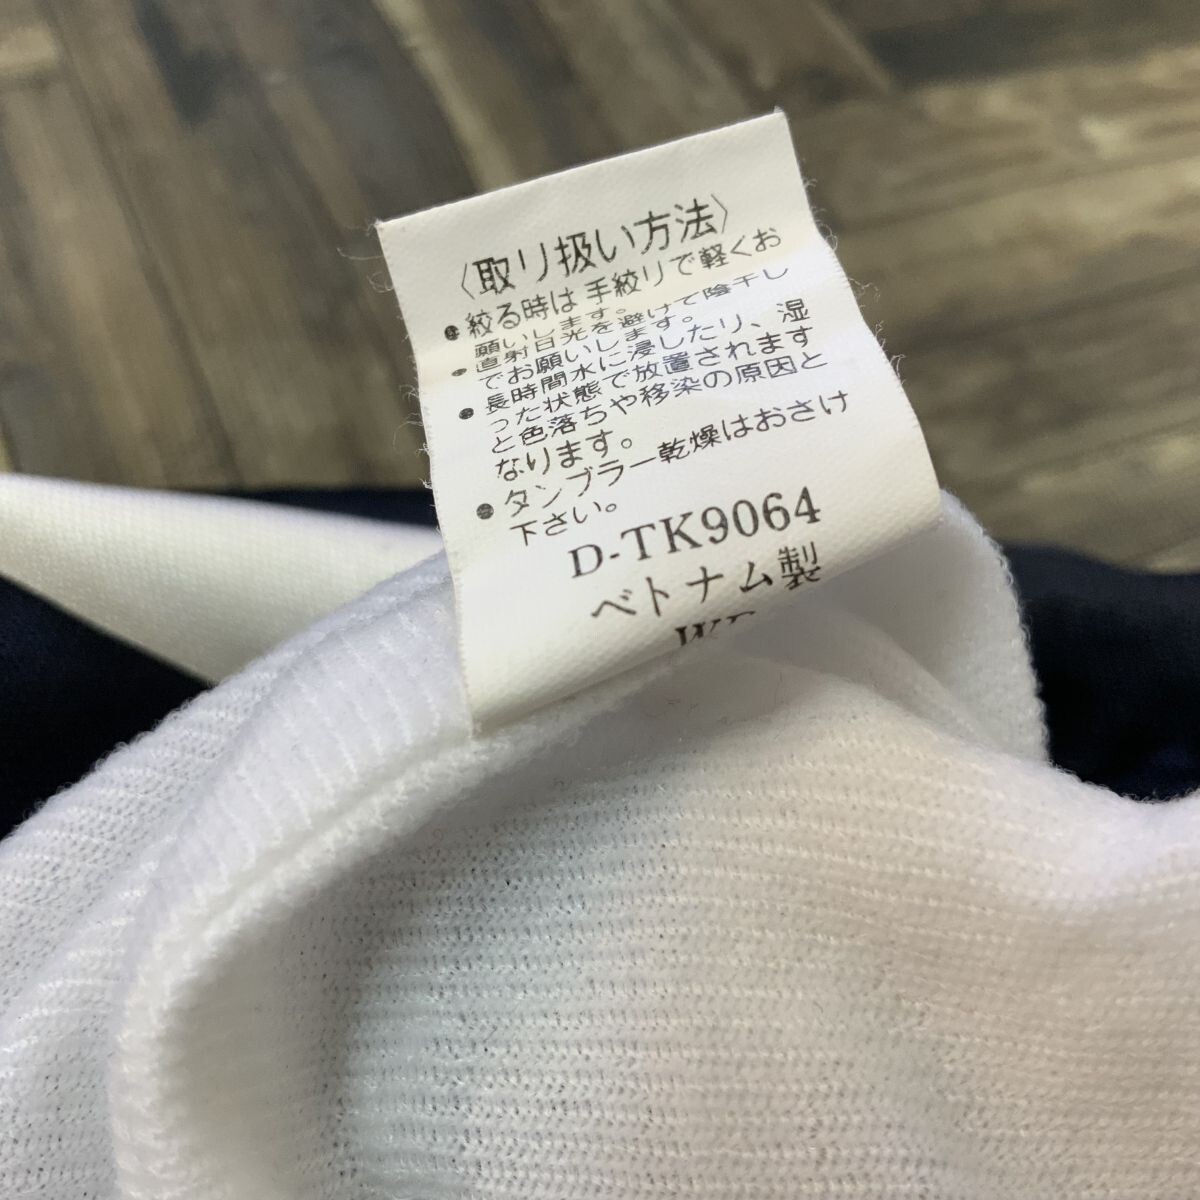 〈取り扱い方法〉
●絞る時は手絞りで軽くお
願いします。
●直射日光を避けて陰干し
でお願いします。
●長時間水に浸したり、湿
った状態で放置されます
と色落ちや移染の原因と
なります。
●タンブラー乾燥はおさけ
下さい。
D-TK9064
ベトナム製